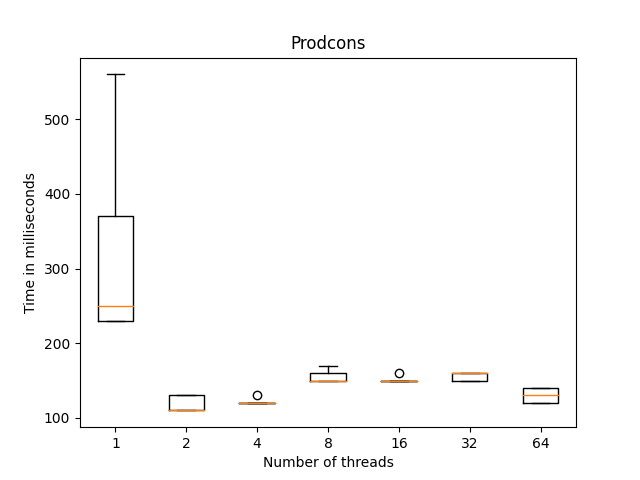 Prodcons
Time in milliseconds
500
400
300
200
100
1 2 4 8 16 32 64
Number of threads